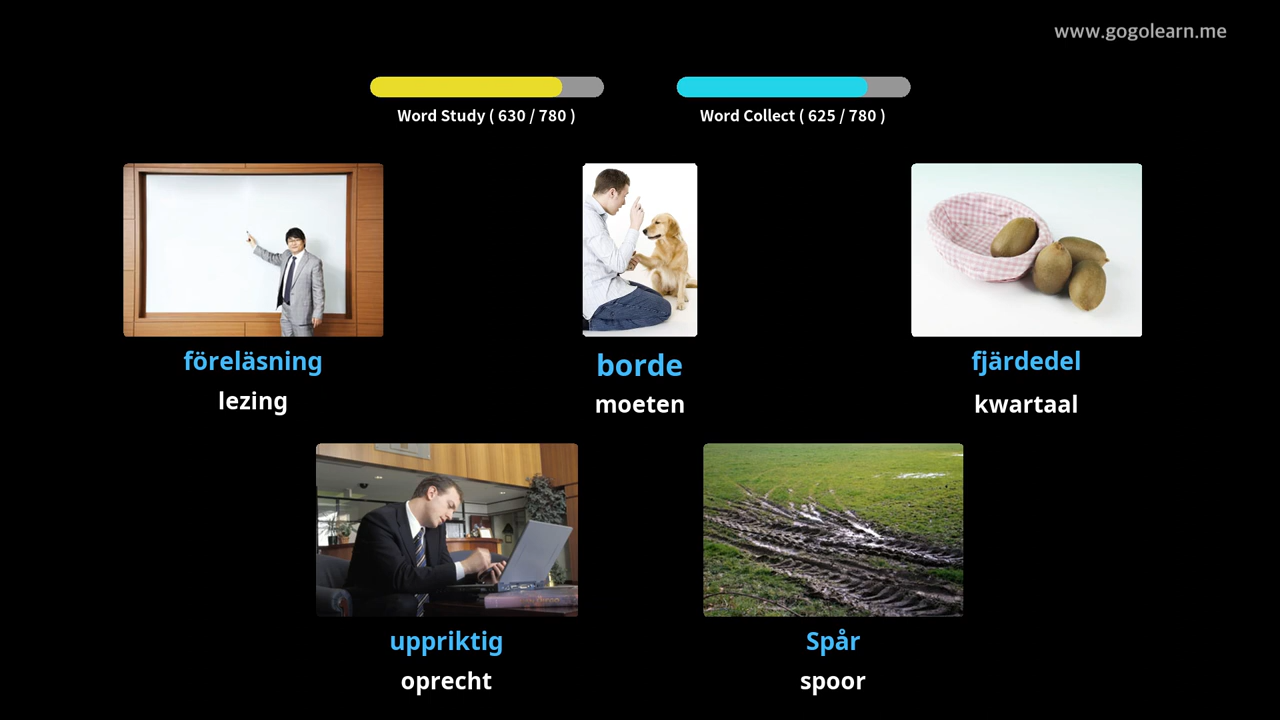 www.gogolearn.me
Word Study ( 630 / 780 )
Word Collect ( 625 / 780 )
föreläsning
lezing
borde
moeten
fjärdedel
kwartaal
uppriktig
oprecht
Spår
spoor